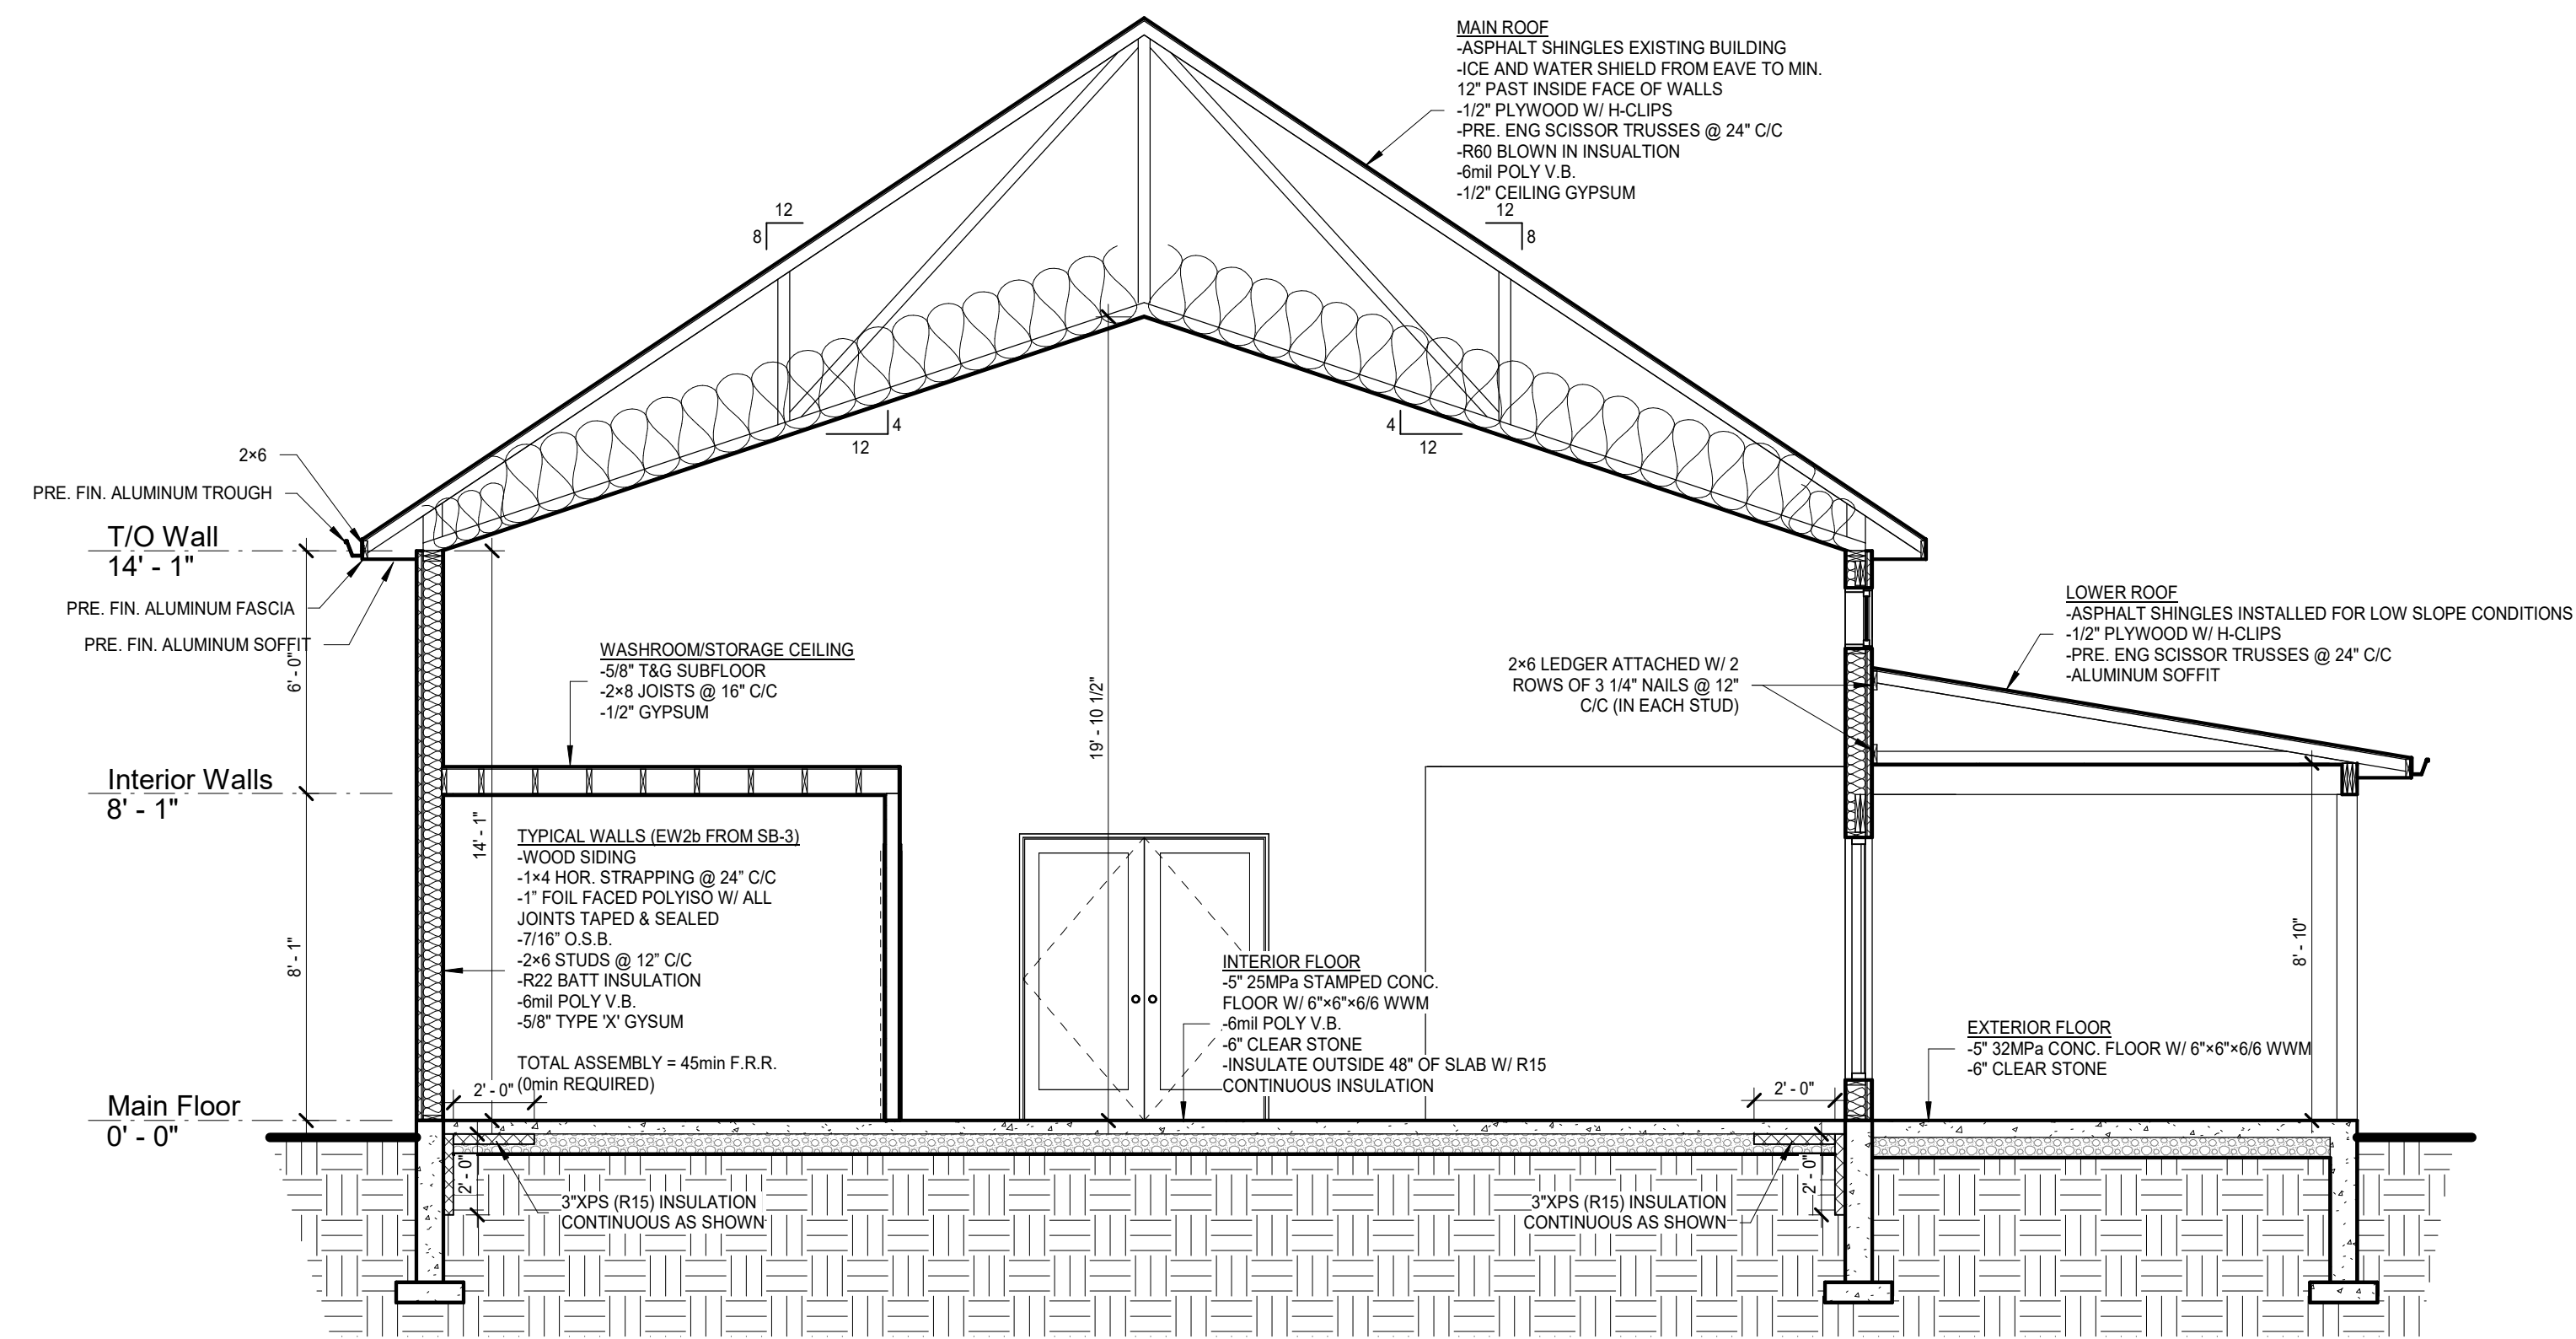 MAIN ROOF
-ASPHALT SHINGLES EXISTING BUILDING
-ICE AND WATER SHIELD FROM EAVE TO MIN.
12" PAST INSIDE FACE OF WALLS
-1/2" PLYWOOD W/ H-CLIPS
-PRE. ENG SCISSOR TRUSSES @ 24" C/C
-R60 BLOWN IN INSUALTION
-6mil POLY V.B.
-1/2" CEILING GYPSUM
12
8
12
8
4
12
4
12
2×6
PRE. FIN. ALUMINUM TROUGH
T/O Wall
14' - 1"
PRE. FIN. ALUMINUM FASCIA
PRE. FIN. ALUMINUM SOFFIT
6' - 0"
WASHROOM/STORAGE CEILING
-5/8" T&G SUBFLOOR
-2×8 JOISTS @ 16" C/C
-1/2" GYPSUM
19' - 10 1/2"
2×6 LEDGER ATTACHED W/ 2
ROWS OF 3 1/4" NAILS @ 12"
C/C (IN EACH STUD)
LOWER ROOF
-ASPHALT SHINGLES INSTALLED FOR LOW SLOPE CONDITIONS
-1/2" PLYWOOD W/ H-CLIPS
-PRE. ENG SCISSOR TRUSSES @ 24" C/C
-ALUMINUM SOFFIT
Interior Walls
8' - 1"
14' - 1"
8' - 1"
TYPICAL WALLS (EW2b FROM SB-3)
-WOOD SIDING
-1×4 HOR. STRAPPING @ 24" C/C
-1" FOIL FACED POLYISO W/ ALL
JOINTS TAPED & SEALED
-7/16" O.S.B.
-2×6 STUDS @ 12" C/C
-R22 BATT INSULATION
-6mil POLY V.B.
-5/8" TYPE 'X' GYSUM
TOTAL ASSEMBLY = 45min F.R.R.
(0min REQUIRED)
2' - 0"
INTERIOR FLOOR
-5" 25MPa STAMPED CONC.
FLOOR W/ 6"×6"×6/6 WWM
-6mil POLY V.B.
-6" CLEAR STONE
-INSULATE OUTSIDE 48" OF SLAB W/ R15
CONTINUOUS INSULATION
2' - 0"
8' - 10"
EXTERIOR FLOOR
-5" 32MPa CONC. FLOOR W/ 6"×6"×6/6 WWM
-6" CLEAR STONE
Main Floor
0' - 0"
2' - 0"
3"XPS (R15) INSULATION
CONTINUOUS AS SHOWN
3"XPS (R15) INSULATION
CONTINUOUS AS SHOWN
2' - 0"